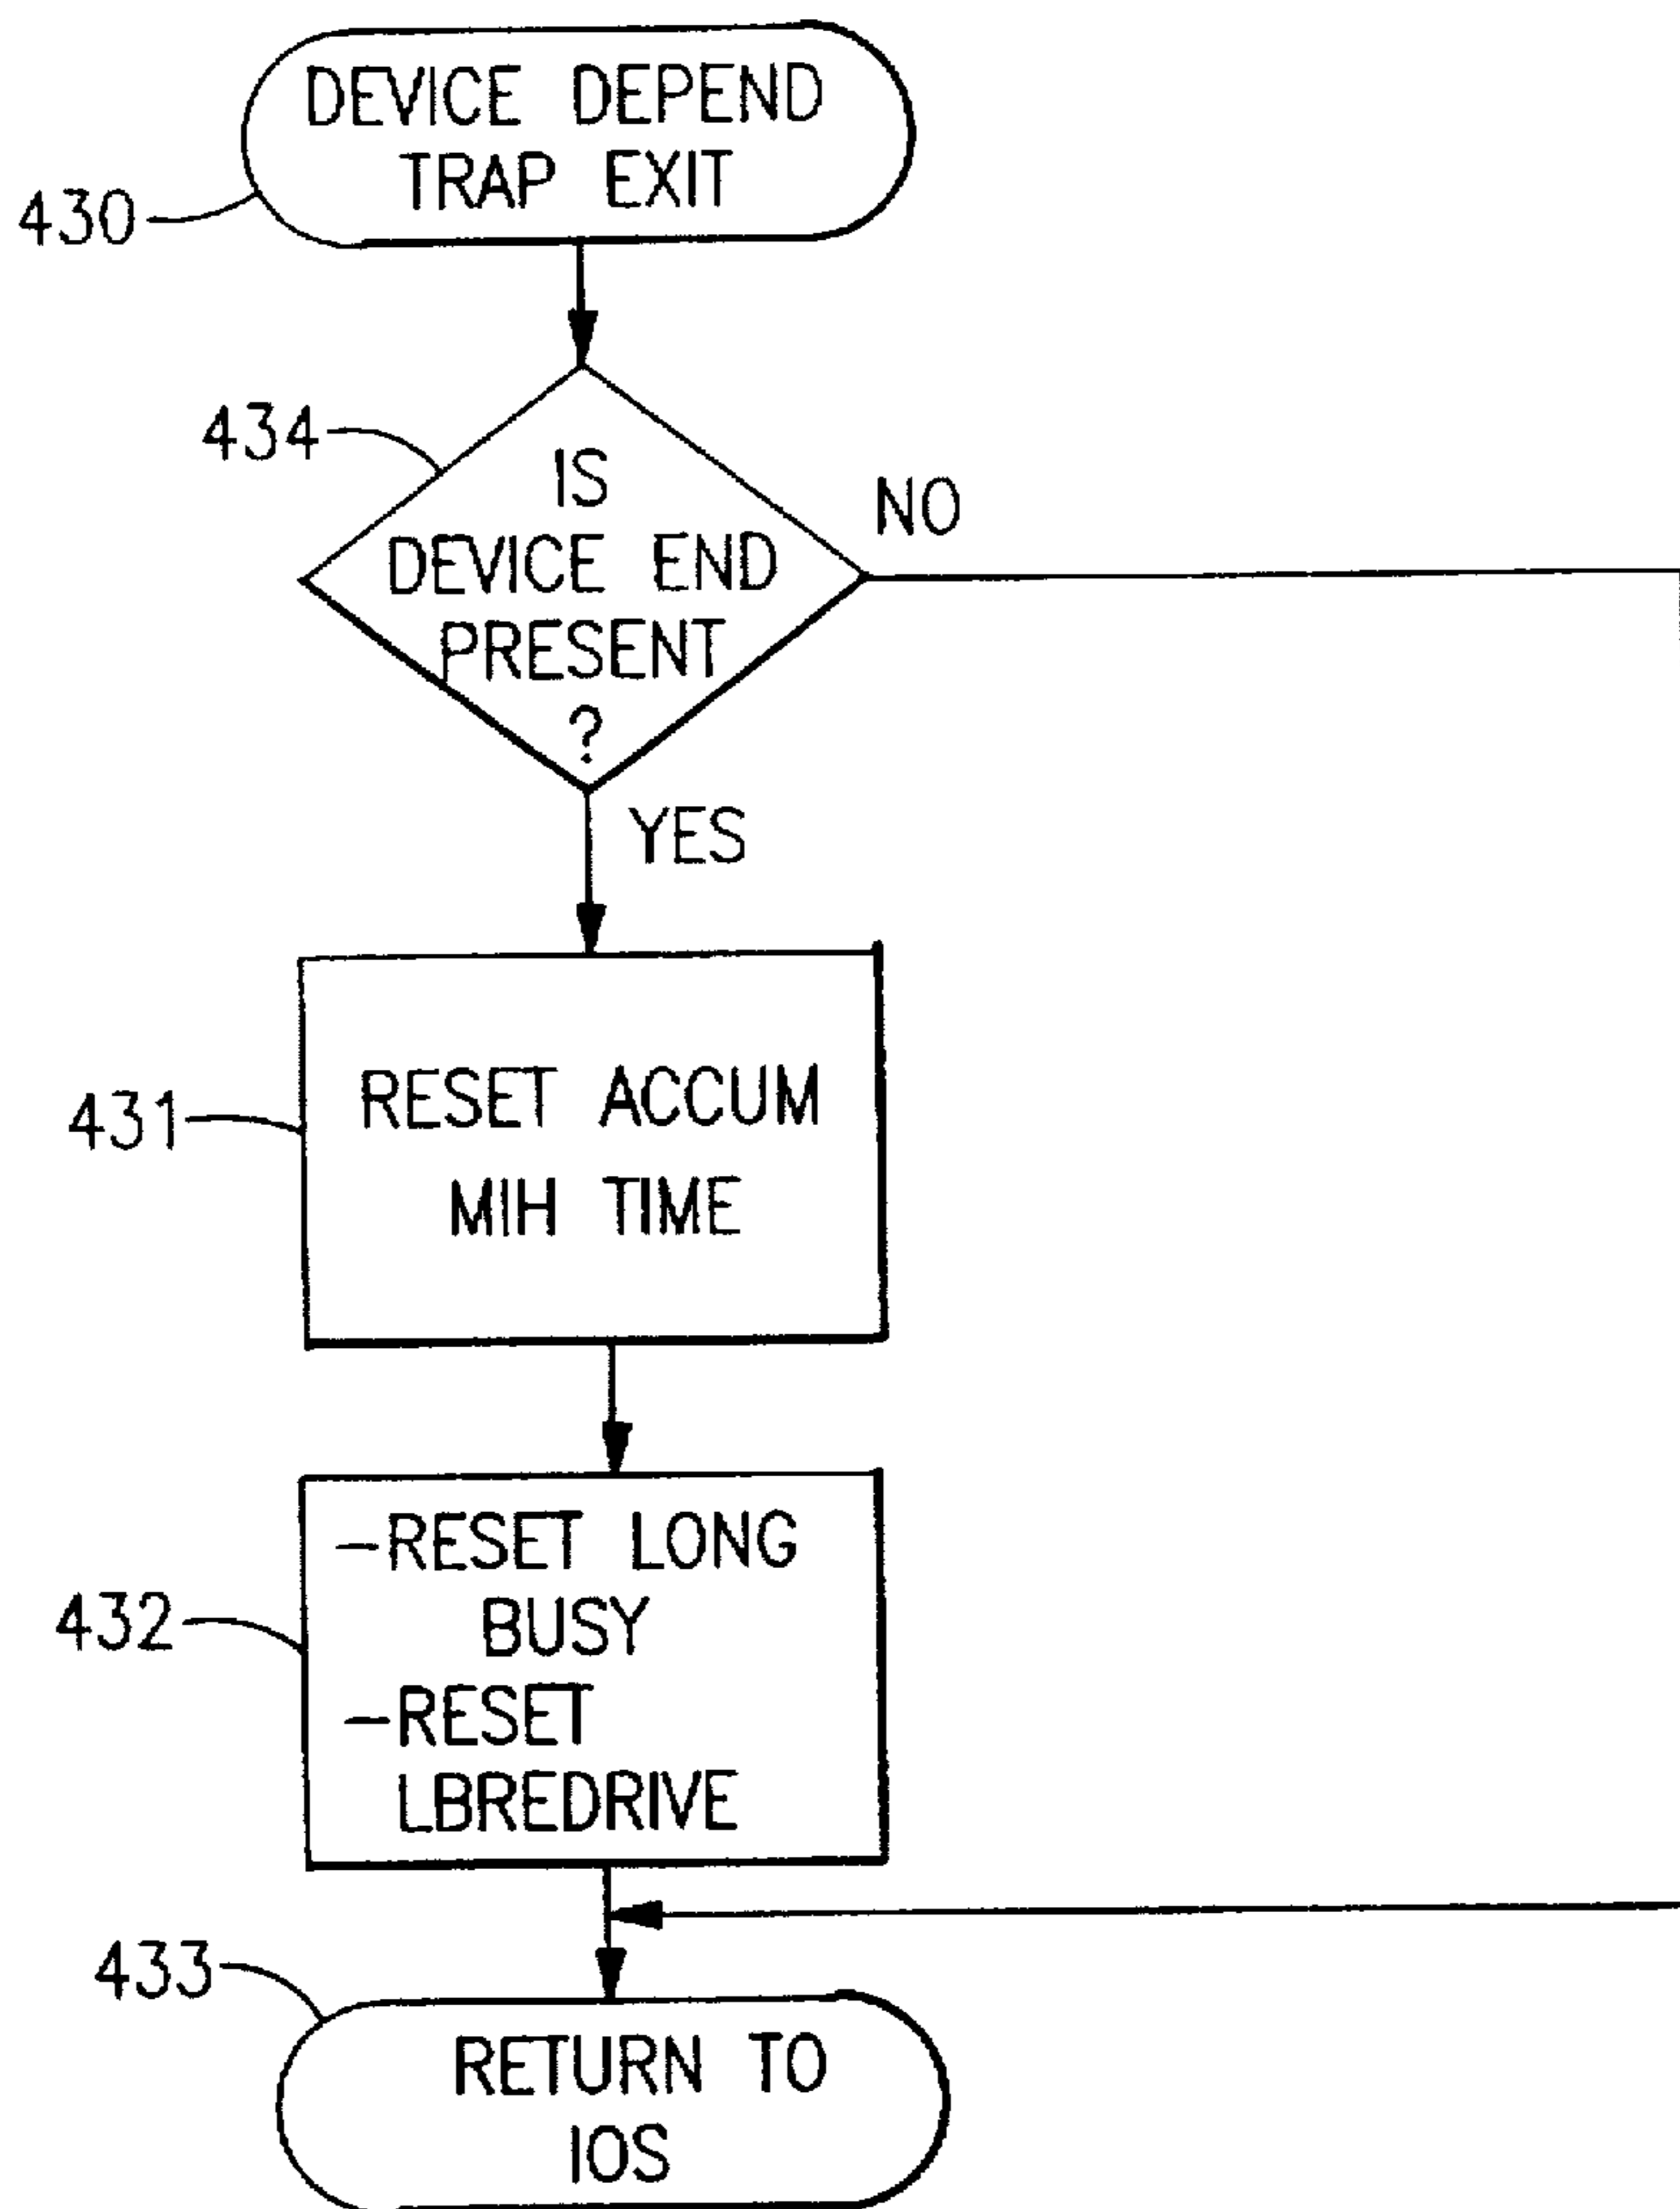 DEVICE DEPEND
TRAP EXIT
430
434
IS
DEVICE END
PRESENT
?
NO
YES
431
RESET ACCUM
MIH TIME
432
-RESET LONG
BUSY
-RESET
LBREDRIVE
433
RETURN TO
IOS